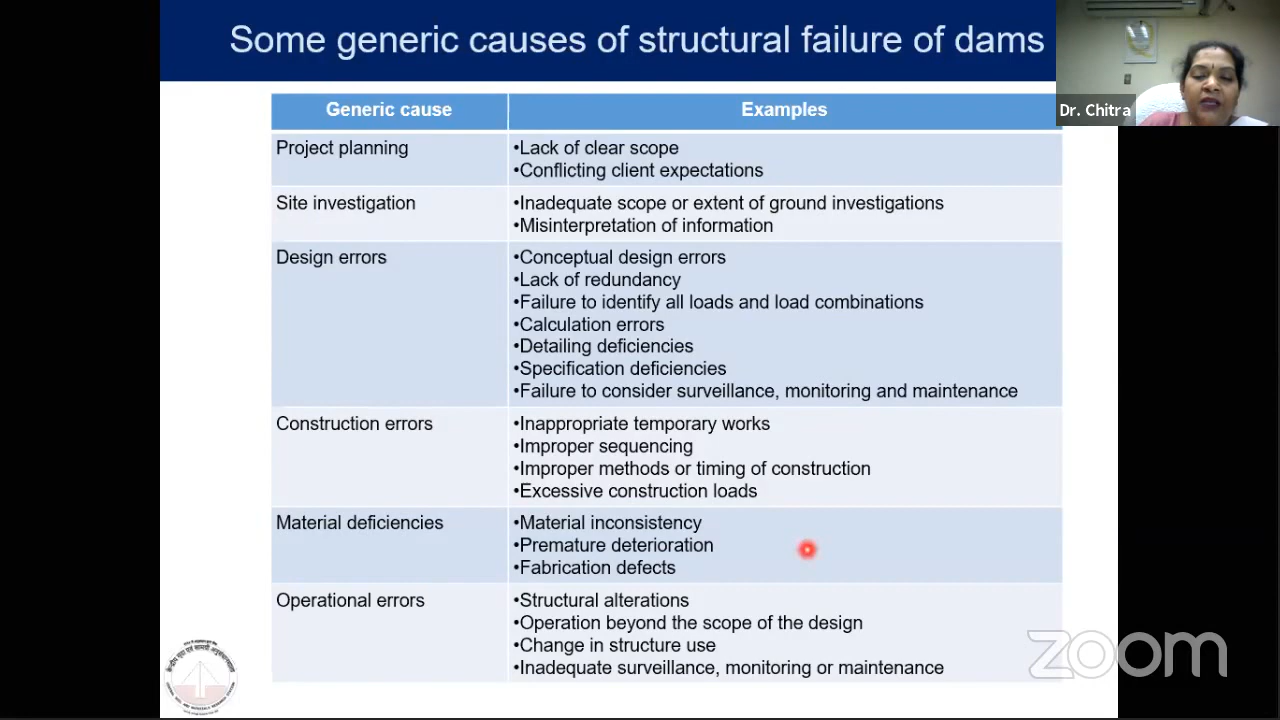 Some generic causes of structural failure of dams
Dr. Chitra
Generic cause
Examples
Project planning
•Lack of clear scope
•Conflicting client expectations
Site investigation
•Inadequate scope or extent of ground investigations
•Misinterpretation of information
Design errors
•Conceptual design errors
•Lack of redundancy
•Failure to identify all loads and load combinations
•Calculation errors
•Detailing deficiencies
•Specification deficiencies
•Failure to consider surveillance, monitoring and maintenance
Construction errors
•Inappropriate temporary works
•Improper sequencing
•Improper methods or timing of construction
•Excessive construction loads
Material deficiencies
•Material inconsistency
•Premature deterioration
•Fabrication defects
Operational errors
•Structural alterations
•Operation beyond the scope of the design
•Change in structure use
•Inadequate surveillance, monitoring or maintenance
zoom